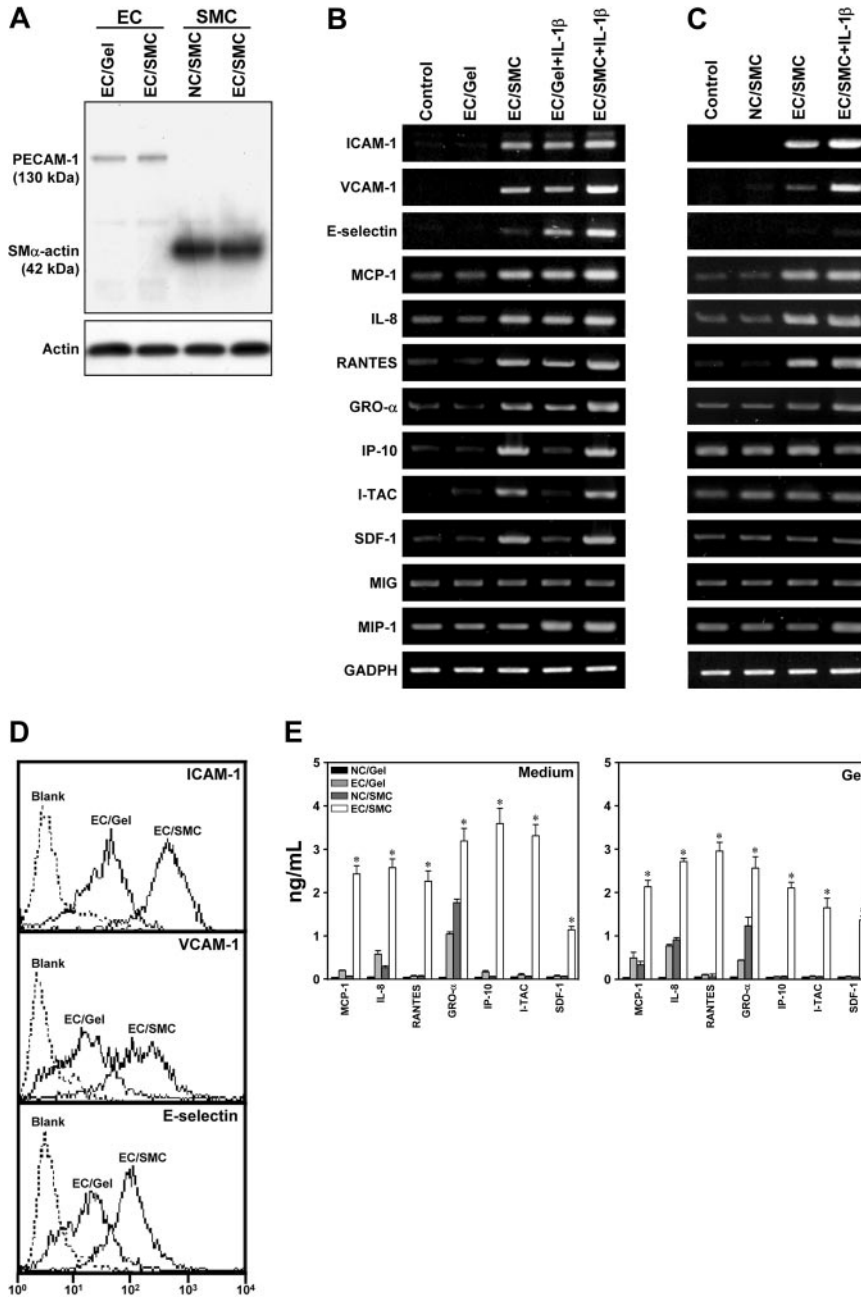 A
EC SMC
EC/Gel
EC/SMC
NC/SMC
EC/SMC
PECAM-1
(130 kDa)
SMα-actin
(42 kDa)
Actin
B
Control
EC/Gel
EC/SMC
EC/Gel+IL-1β
EC/SMC+IL-1β
ICAM-1
VCAM-1
E-selectin
MCP-1
IL-8
RANTES
GRO-α
IP-10
I-TAC
SDF-1
MIG
MIP-1
GADPH
C
Control
NC/SMC
EC/SMC
EC/SMC+IL-1β
D
ICAM-1
Blank
EC/Gel
EC/SMC
VCAM-1
Blank
EC/Gel
EC/SMC
E-selectin
Blank
EC/Gel
EC/SMC
10⁰ 10¹ 10² 10³ 10⁴
E
Medium
NC/Gel
EC/Gel
NC/SMC
EC/SMC
ng/mL
5
4
3
2
1
0
* * * * * * *
MCP-1
IL-8
RANTES
GRO-α
IP-10
I-TAC
SDF-1
Ge
5
4
3
2
1
0
* * * * * * *
MCP-1
IL-8
RANTES
GRO-α
IP-10
I-TAC
SDF-1